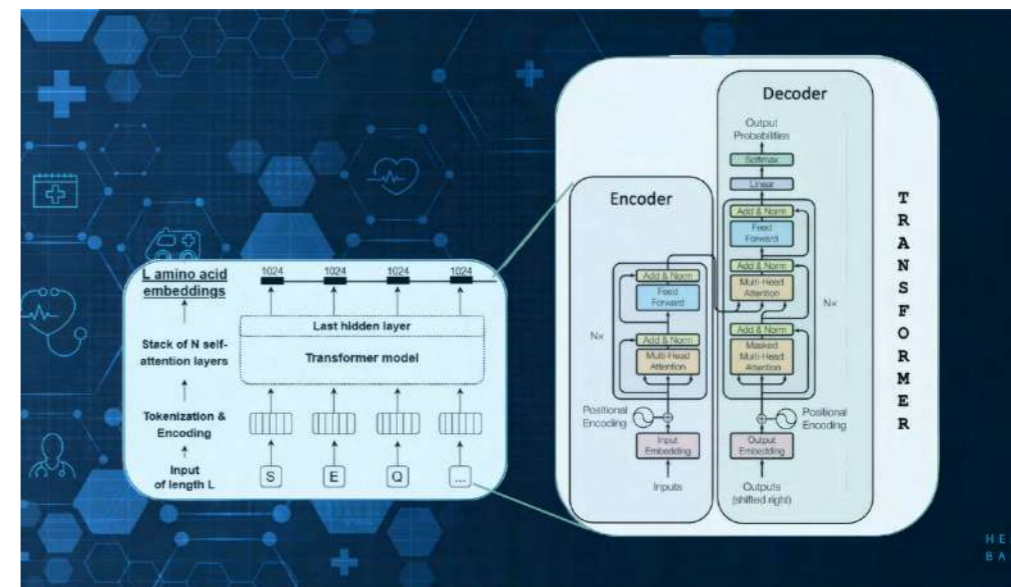 L amino acid
embeddings
1024 1024 1024 1024
Last hidden layer
Stack of N self-
attention layers
Transformer model
Tokenization &
Encoding
Input
of length L
S E Q ...
Encoder
Add & Norm
Feed
Forward
Nx
Add & Norm
Multi-Head
Attention
Positional
Encoding
Input
Embedding
Inputs
Decoder
Output
Probabilities
Softmax
Linear
Add & Norm
Feed
Forward
Add & Norm
Multi-Head
Attention
Nx
Add & Norm
Masked
Multi-Head
Attention
Positional
Encoding
Output
Embedding
Outputs
(shifted right)
T
R
A
N
S
F
O
R
M
E
R
HE
BA